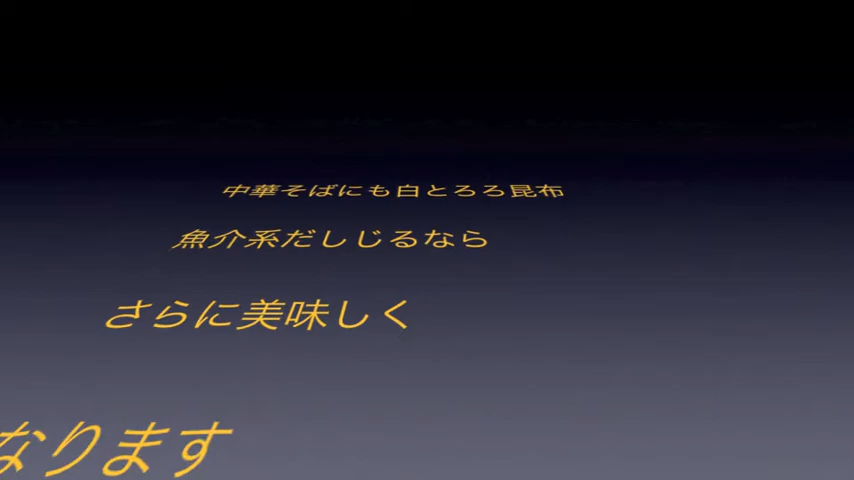 中華そばにも白とろろ昆布
魚介系だしじるなら
さらに美味しく
なります